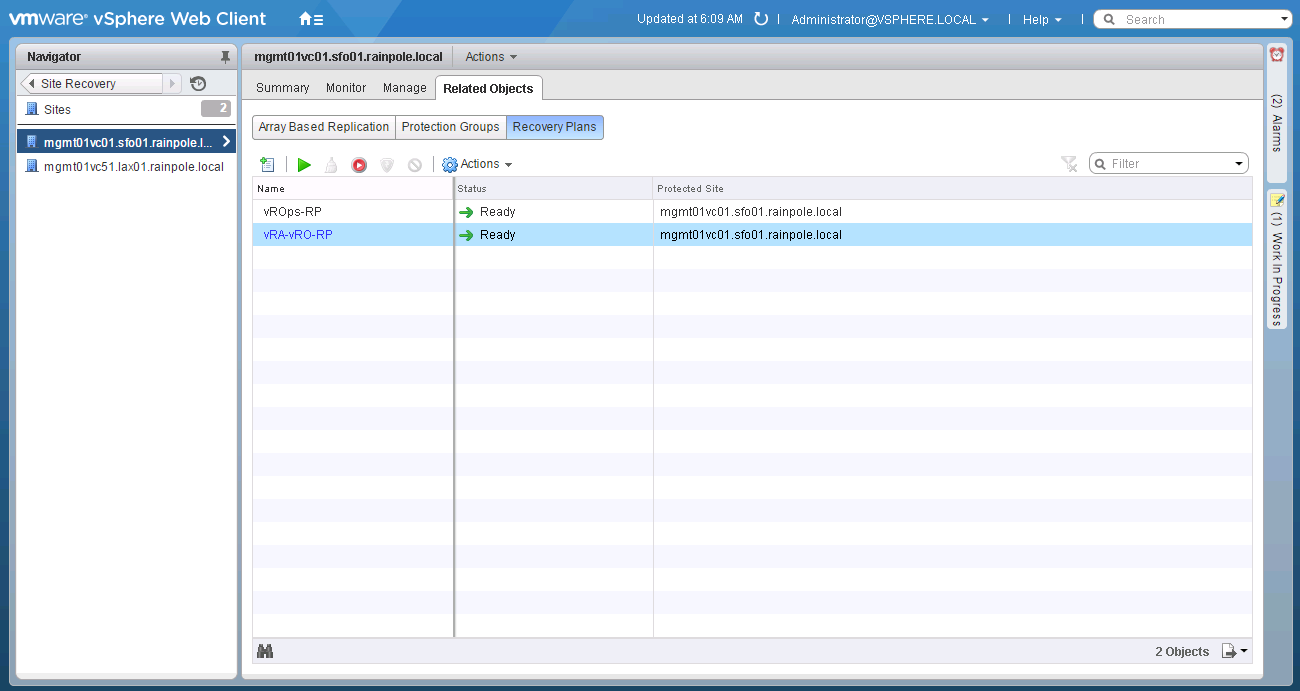 vmware® vSphere Web Client
Updated at 6:09 AM
Administrator@VSPHERE.LOCAL
Help
Search
Navigator
Site Recovery
Sites
2
mgmt01vc01.sfo01.rainpole.l...
mgmt01vc51.lax01.rainpole.local
mgmt01vc01.sfo01.rainpole.local
Actions
Summary Monitor Manage Related Objects
Array Based Replication Protection Groups Recovery Plans
Actions
Filter
Name Status Protected Site
vROps-RP Ready mgmt01vc01.sfo01.rainpole.local
vRA-vRO-RP Ready mgmt01vc01.sfo01.rainpole.local
2 Objects
(2) Alarms
(1) Work In Progress